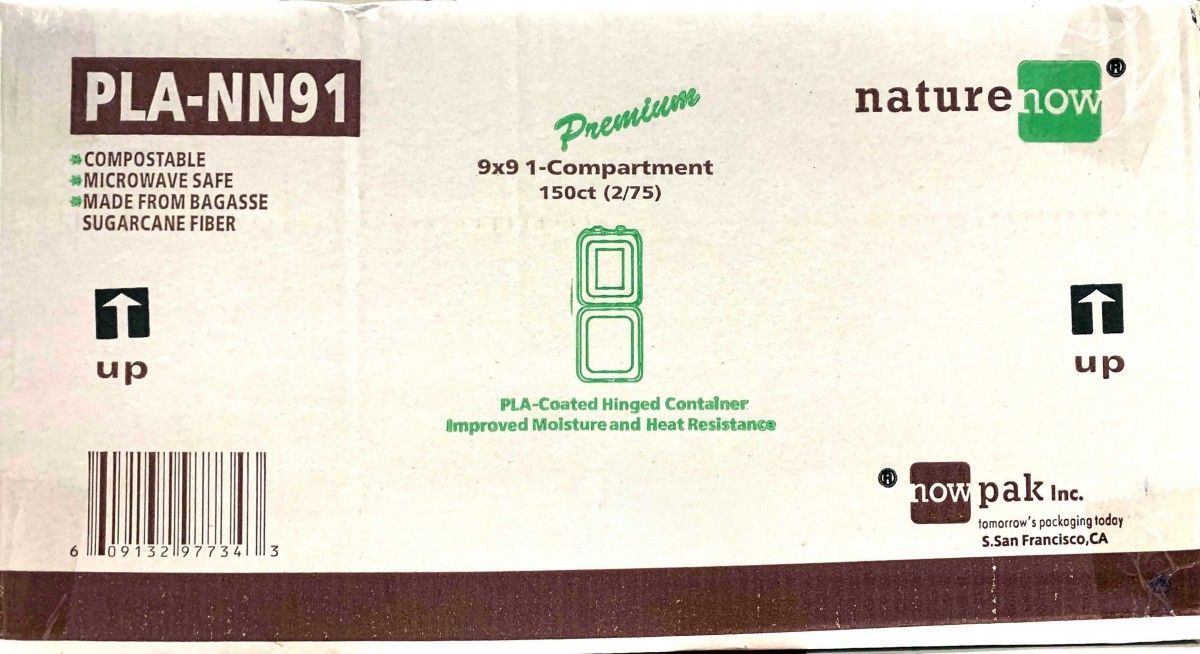 PLA-NN91
COMPOSTABLE
MICROWAVE SAFE
MADE FROM BAGASSE
SUGARCANE FIBER
Premium
9x9 1-Compartment
150ct (2/75)
nature now ®
up
up
PLA-Coated Hinged Container
Improved Moisture and Heat Resistance
6 09132 97734 3
® now pak Inc.
tomorrow's packaging today
S.San Francisco,CA